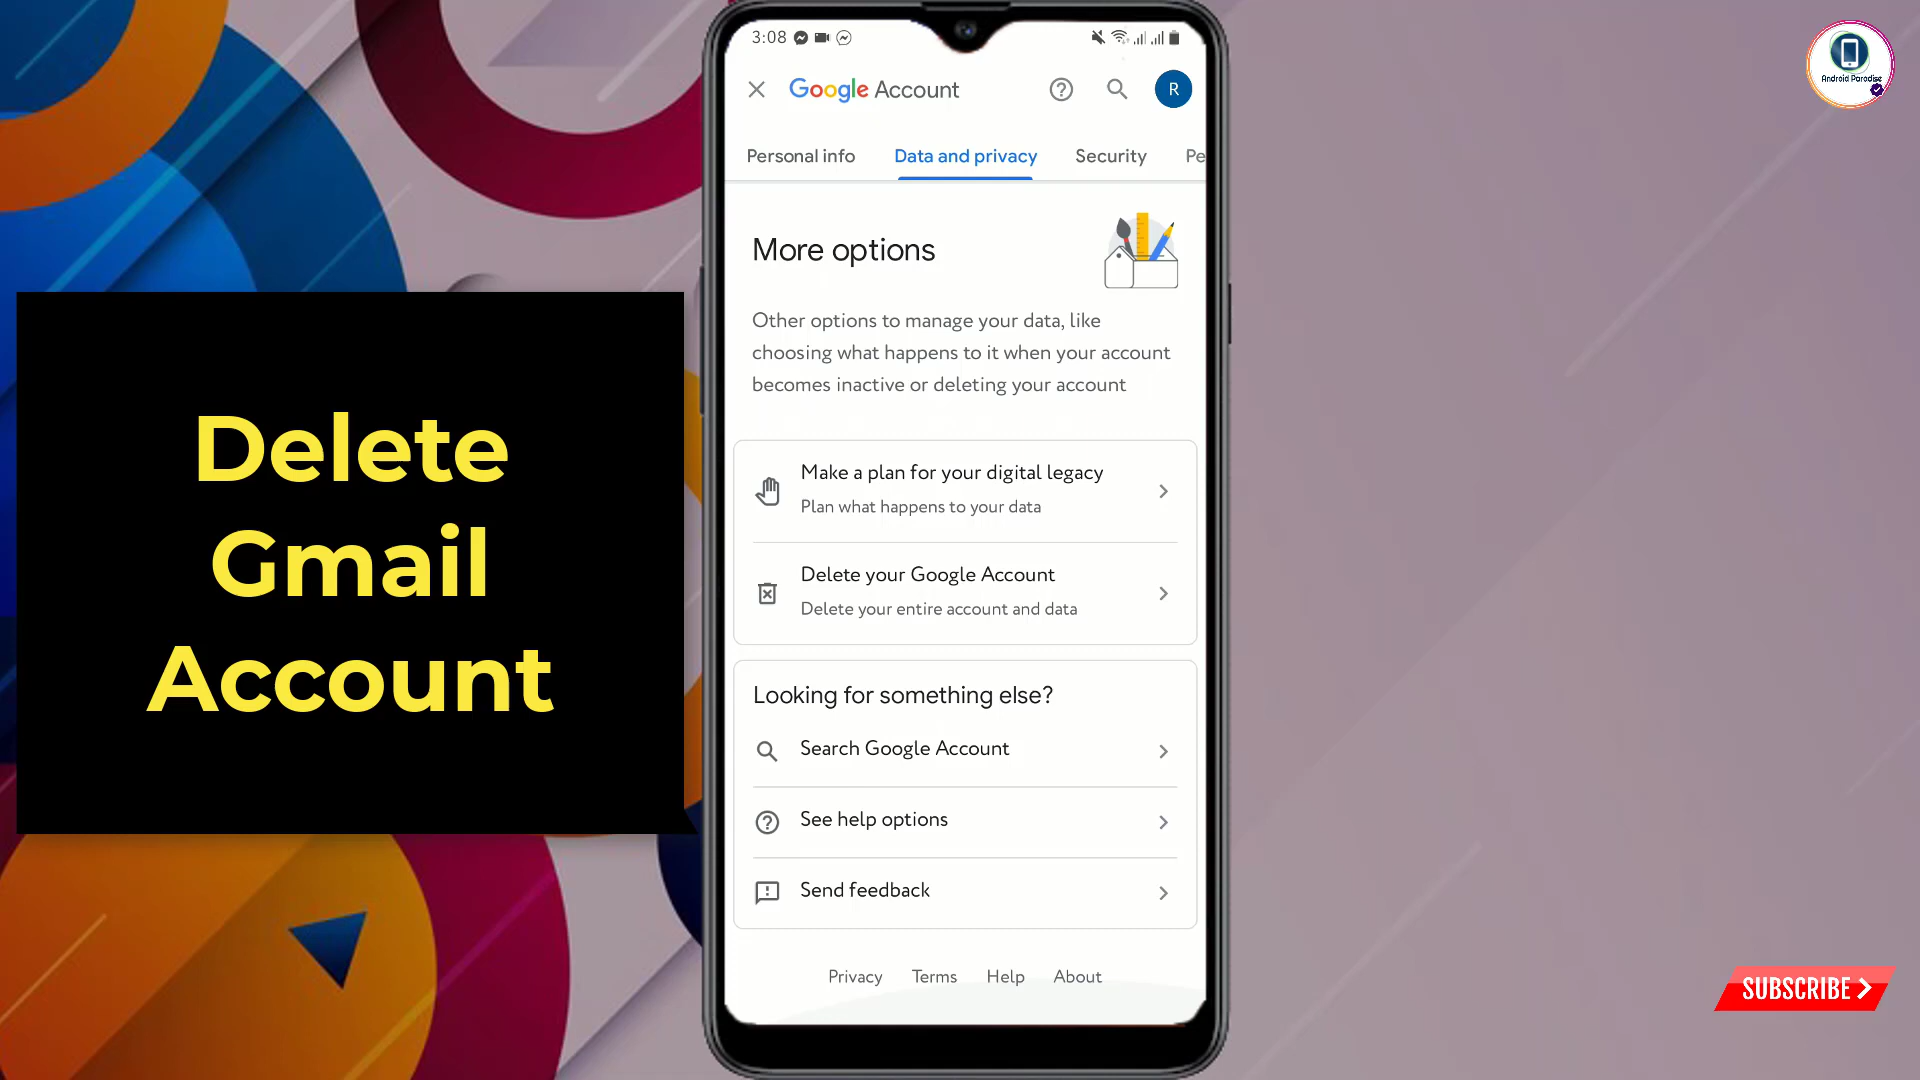 Delete
Gmail
Account
3:08
Google Account
R
Personal info Data and privacy Security Pe
More options
Other options to manage your data, like
choosing what happens to it when your account
becomes inactive or deleting your account
Make a plan for your digital legacy
Plan what happens to your data
Delete your Google Account
Delete your entire account and data
Looking for something else?
Search Google Account
See help options
Send feedback
Privacy Terms Help About
Android Paradise
SUBSCRIBE